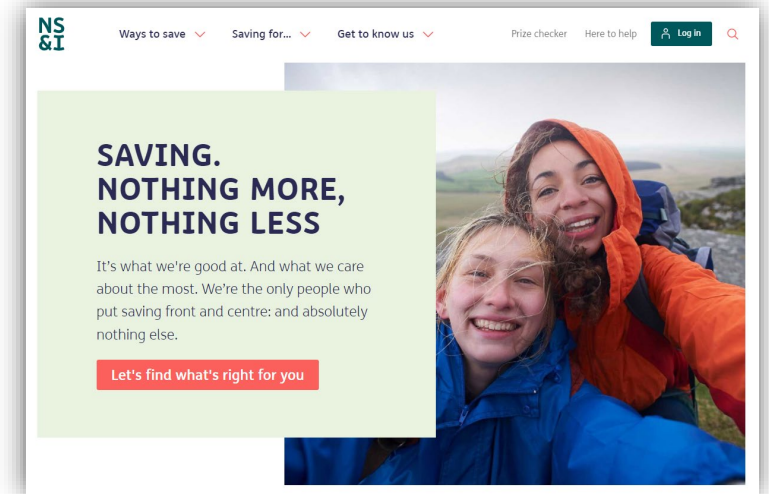 NS
&I
Ways to save
Saving for...
Get to know us
Prize checker
Here to help
Log in
SAVING.
NOTHING MORE,
NOTHING LESS
It's what we're good at. And what we care
about the most. We're the only people who
put saving front and centre: and absolutely
nothing else.
Let's find what's right for you